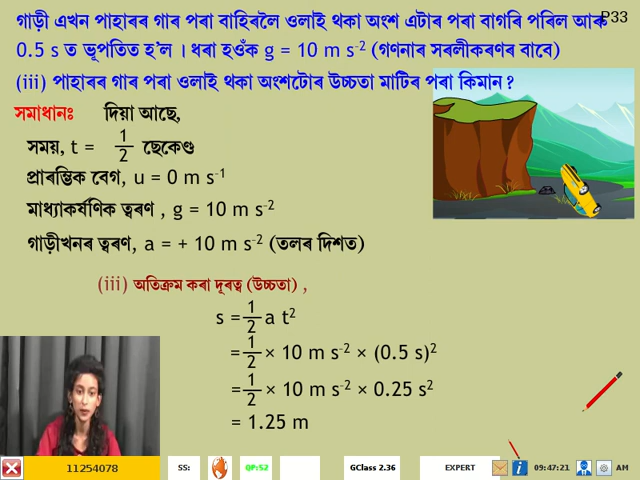 গাড়ী এখন পাহাৰৰ গাৰ পৰা বাহিৰলৈ ওলাই থকা অংশ এটাৰ পৰা বাগৰি পৰিল আৰু P33
0.5 s ত ভূপতিত হ'ল । ধৰা হওঁক g = 10 m s⁻² (গণনাৰ সৰলীকৰণৰ বাবে)
(iii) পাহাৰৰ গাৰ পৰা ওলাই থকা অংশটোৰ উচ্চতা মাটিৰ পৰা কিমান ?
সমাধানঃ দিয়া আছে,
সময়, t = 1/2 ছেকেণ্ড
প্ৰাৰম্ভিক বেগ, u = 0 m s⁻¹
মাধ্যাকৰ্ষণিক ত্বৰণ , g = 10 m s⁻²
গাড়ীখনৰ ত্বৰণ, a = + 10 m s⁻² (তলৰ দিশত)
(iii) অতিক্ৰম কৰা দূৰত্ব (উচ্চতা) ,
s = 1/2 a t²
= 1/2 × 10 m s⁻² × (0.5 s)²
= 1/2 × 10 m s⁻² × 0.25 s²
= 1.25 m
11254078 SS: QP:52 GClass 2.36 EXPERT 09:47:21 AM